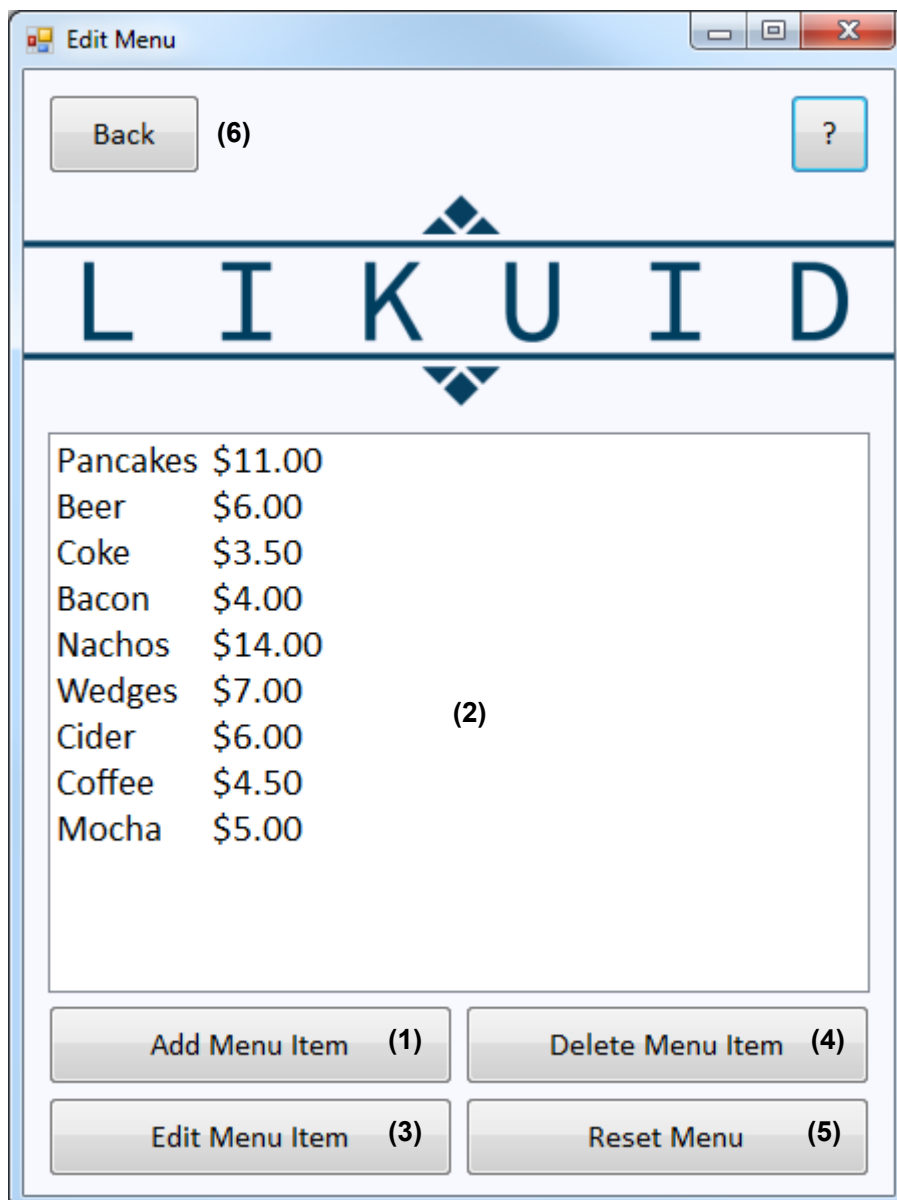 Edit Menu
Back (6) ?
L I K U I D
Pancakes $11.00
Beer $6.00
Coke $3.50
Bacon $4.00
Nachos $14.00
Wedges $7.00
(2)
Cider $6.00
Coffee $4.50
Mocha $5.00
Add Menu Item (1) Delete Menu Item (4)
Edit Menu Item (3) Reset Menu (5)